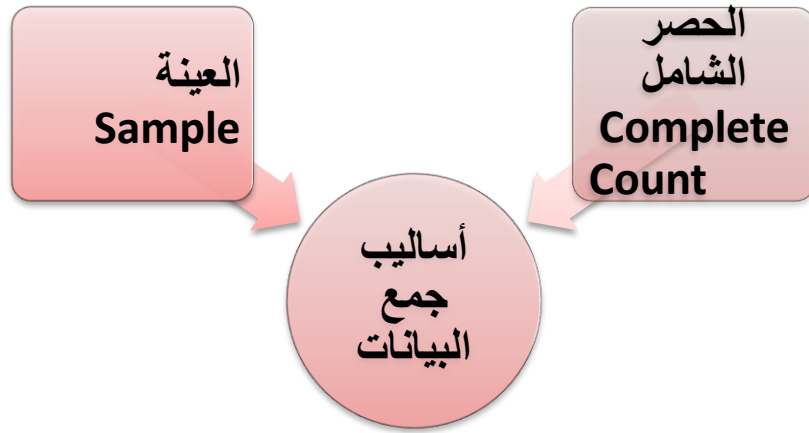 الحصر
الشامل
Complete
Count
العينة
Sample
أساليب
جمع
البيانات